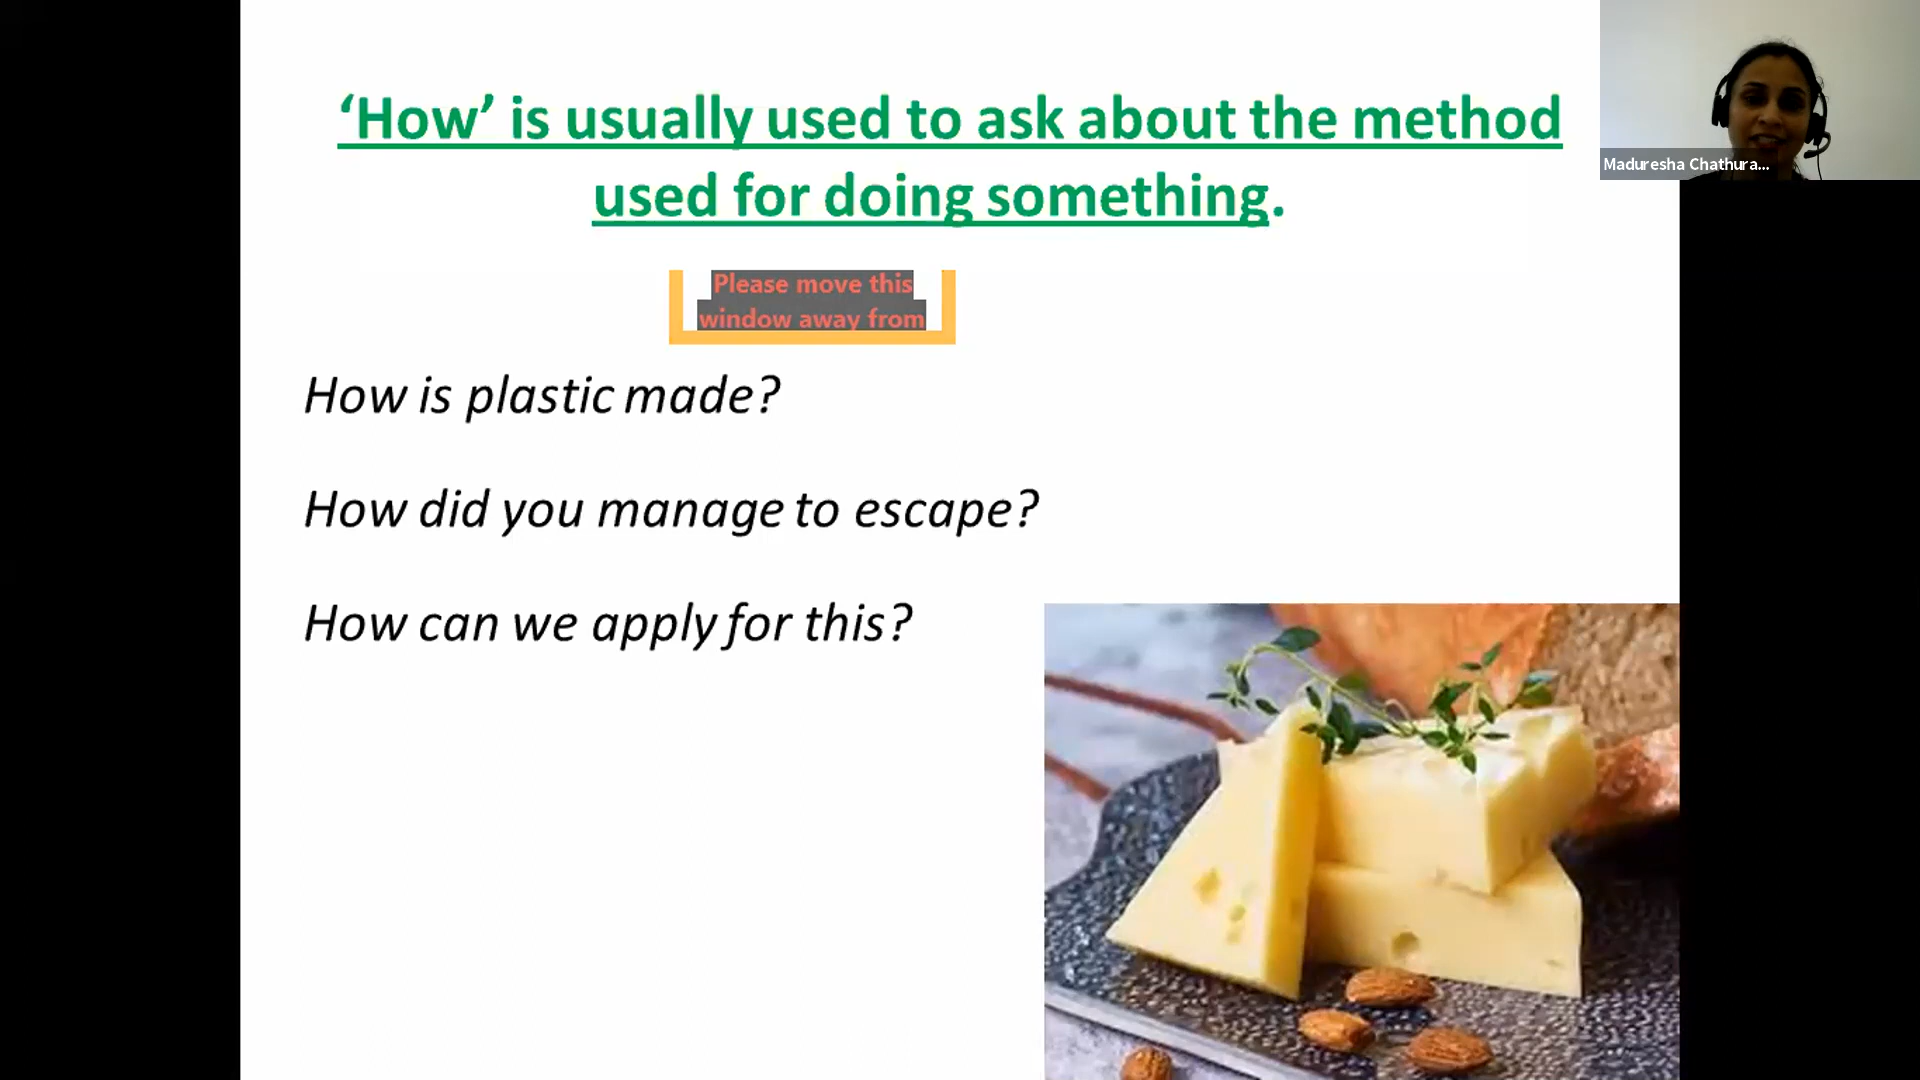 ‘How’ is usually used to ask about the method
used for doing something.
Maduresha Chathura...
Please move this
window away from
How is plastic made?
How did you manage to escape?
How can we apply for this?